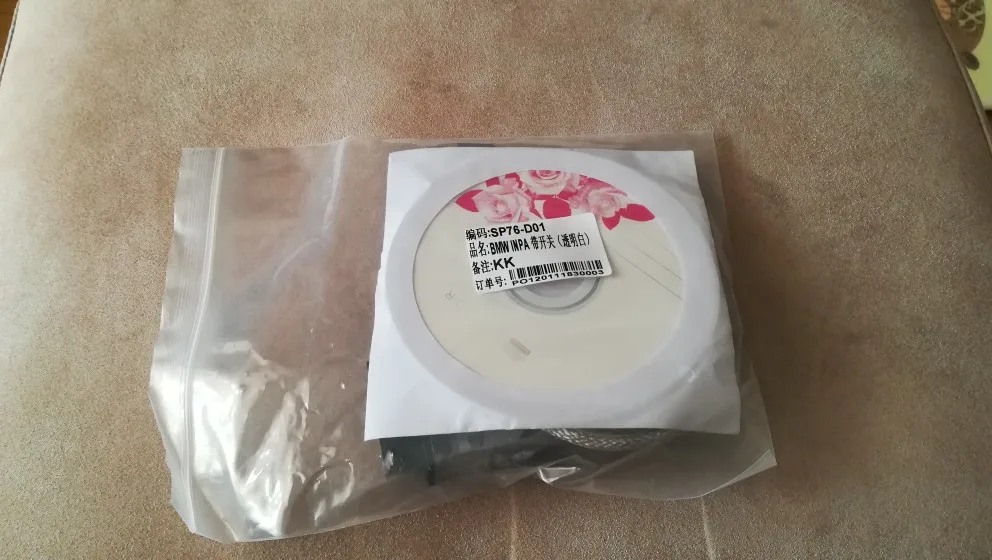 编码:SP76-D01
品名:BMW INPA 带开关（透明白）
备注:KK
订单号:
PO120111830003